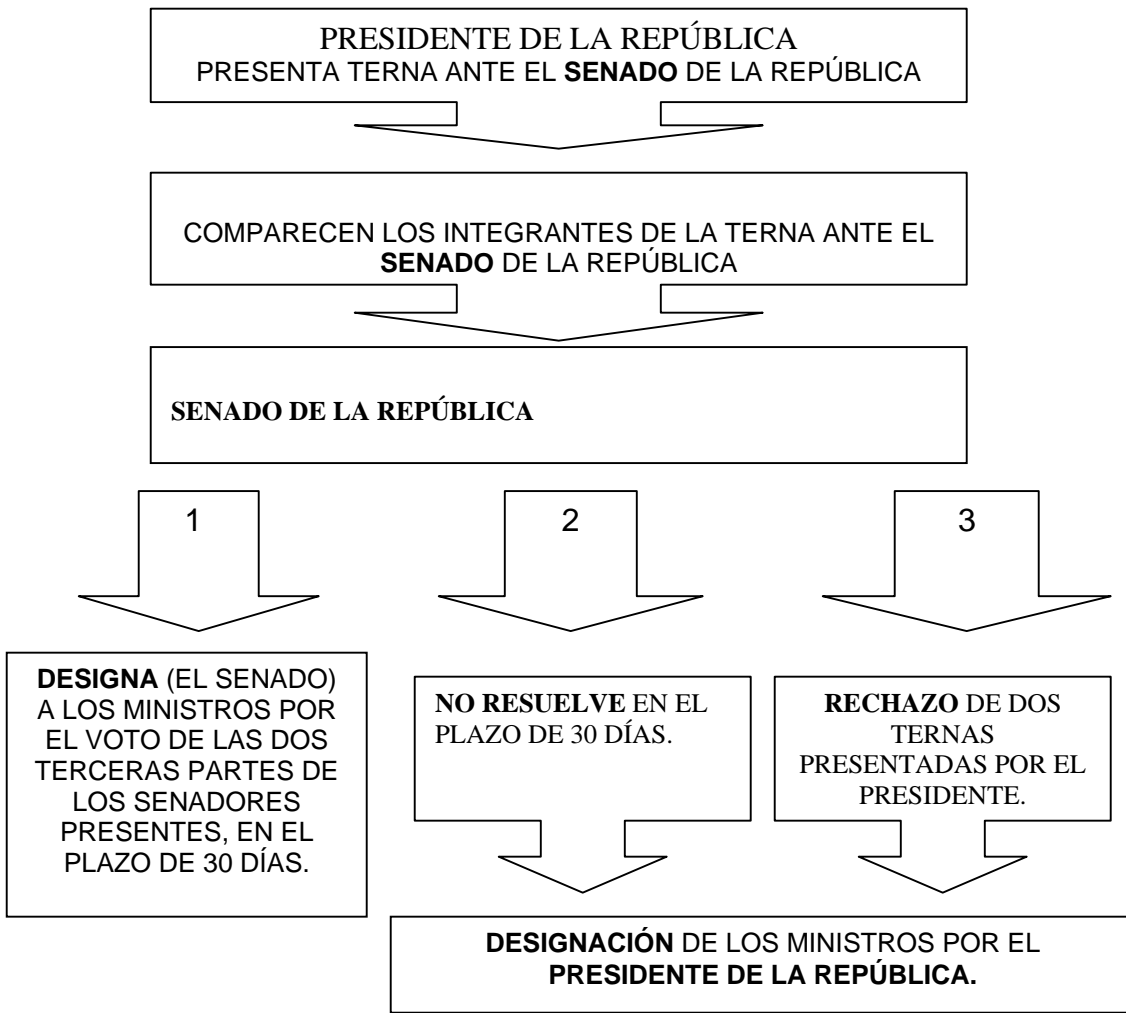 PRESIDENTE DE LA REPÚBLICA
PRESENTA TERNA ANTE EL SENADO DE LA REPÚBLICA
COMPARECEN LOS INTEGRANTES DE LA TERNA ANTE EL
SENADO DE LA REPÚBLICA
SENADO DE LA REPÚBLICA
1
2
3
DESIGNA (EL SENADO)
A LOS MINISTROS POR
EL VOTO DE LAS DOS
TERCERAS PARTES DE
LOS SENADORES
PRESENTES, EN EL
PLAZO DE 30 DÍAS.
NO RESUELVE EN EL
PLAZO DE 30 DÍAS.
RECHAZO DE DOS
TERNAS
PRESENTADAS POR EL
PRESIDENTE.
DESIGNACIÓN DE LOS MINISTROS POR EL
PRESIDENTE DE LA REPÚBLICA.